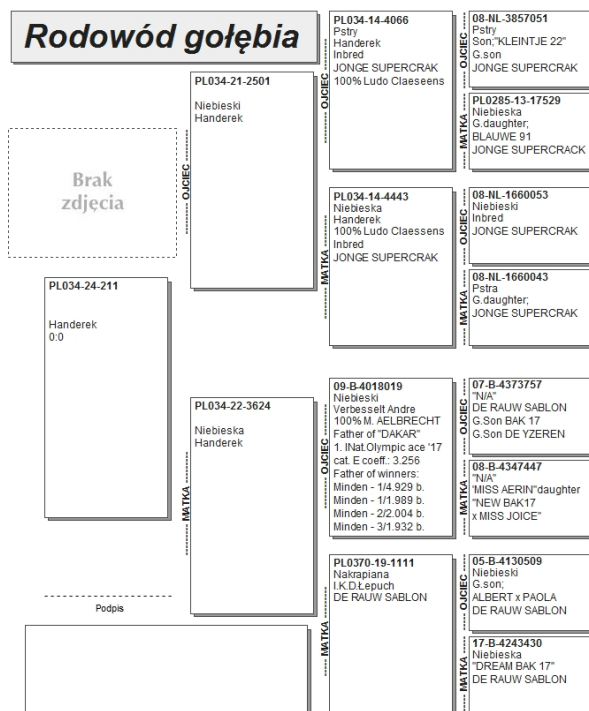 Rodowód gołębia
Brak
zdjęcia
PL034-24-211
Handerek
0:0
Podpis
OJCIEC
PL034-21-2501
Niebieski
Handerek
MATKA
PL034-22-3624
Niebieska
Handerek
OJCIEC
PL034-14-4066
Pstry
Handerek
Inbred
JONGE SUPERCRAK
100% Ludo Claeseens
MATKA
PL034-14-4443
Niebieska
Handerek
100% Ludo Claessens
Inbred
JONGE SUPERCRAK
OJCIEC
09-B-4018019
Niebieski
Verbesselt Andre
100% M. AELBRECHT
Father of "DAKAR"
1. INat.Olympic ace '17
cat. E coeff.: 3.256
Father of winners:
Minden - 1/4.929 b.
Minden - 1/1.989 b.
Minden - 2/2.004 b.
Minden - 3/1.932 b.
MATKA
PL0370-19-1111
Nakrapiana
I.K.D.Łepuch
DE RAUW SABLON
OJCIEC
08-NL-3857051
Pstry
Son;"KLEINTJE 22"
G.son
JONGE SUPERCRAK
MATKA
PL0285-13-17529
Niebieska
G.daughter;
BLAUWE 91
JONGE SUPERCRACK
OJCIEC
08-NL-1660053
Niebieski
Inbred
JONGE SUPERCRAK
MATKA
08-NL-1660043
Pstra
G.daughter;
JONGE SUPERCRAK
OJCIEC
07-B-4373757
"N/A"
DE RAUW SABLON
G.Son BAK 17
G.Son DE YZEREN
MATKA
08-B-4347447
"N/A"
'MISS AERIN"daughter
"NEW BAK17
x MISS JOICE"
OJCIEC
05-B-4130509
Niebieski
G.son;
ALBERT x PAOLA
DE RAUW SABLON
MATKA
17-B-4243430
Niebieska
"DREAM BAK 17"
DE RAUW SABLON